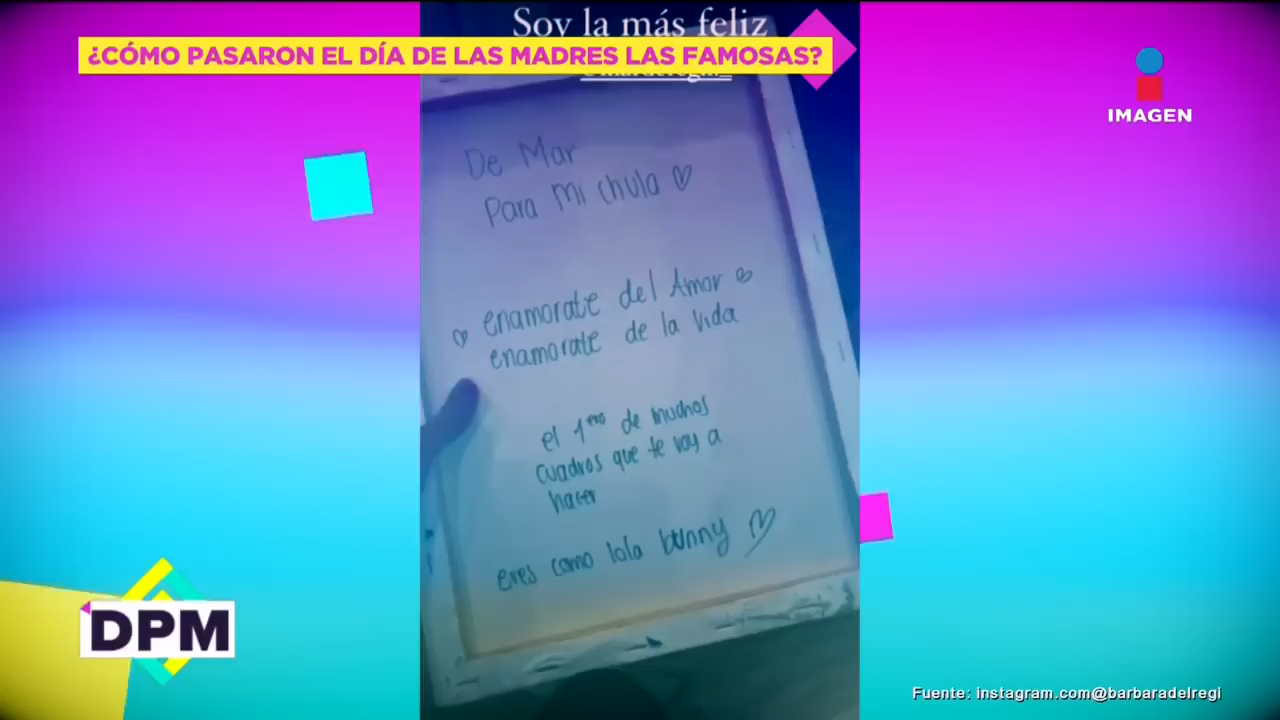 Soy la más feliz
¿CÓMO PASARON EL DÍA DE LAS MADRES LAS FAMOSAS?
IMAGEN
De Mar
Para Mi chula
enamorate del Amor
enamorate de la vida
el 1ero de muchos
cuadros que te voy a
hacer
eres como lola bunny
DPM
Fuente: instagram.com@barbaradelregi